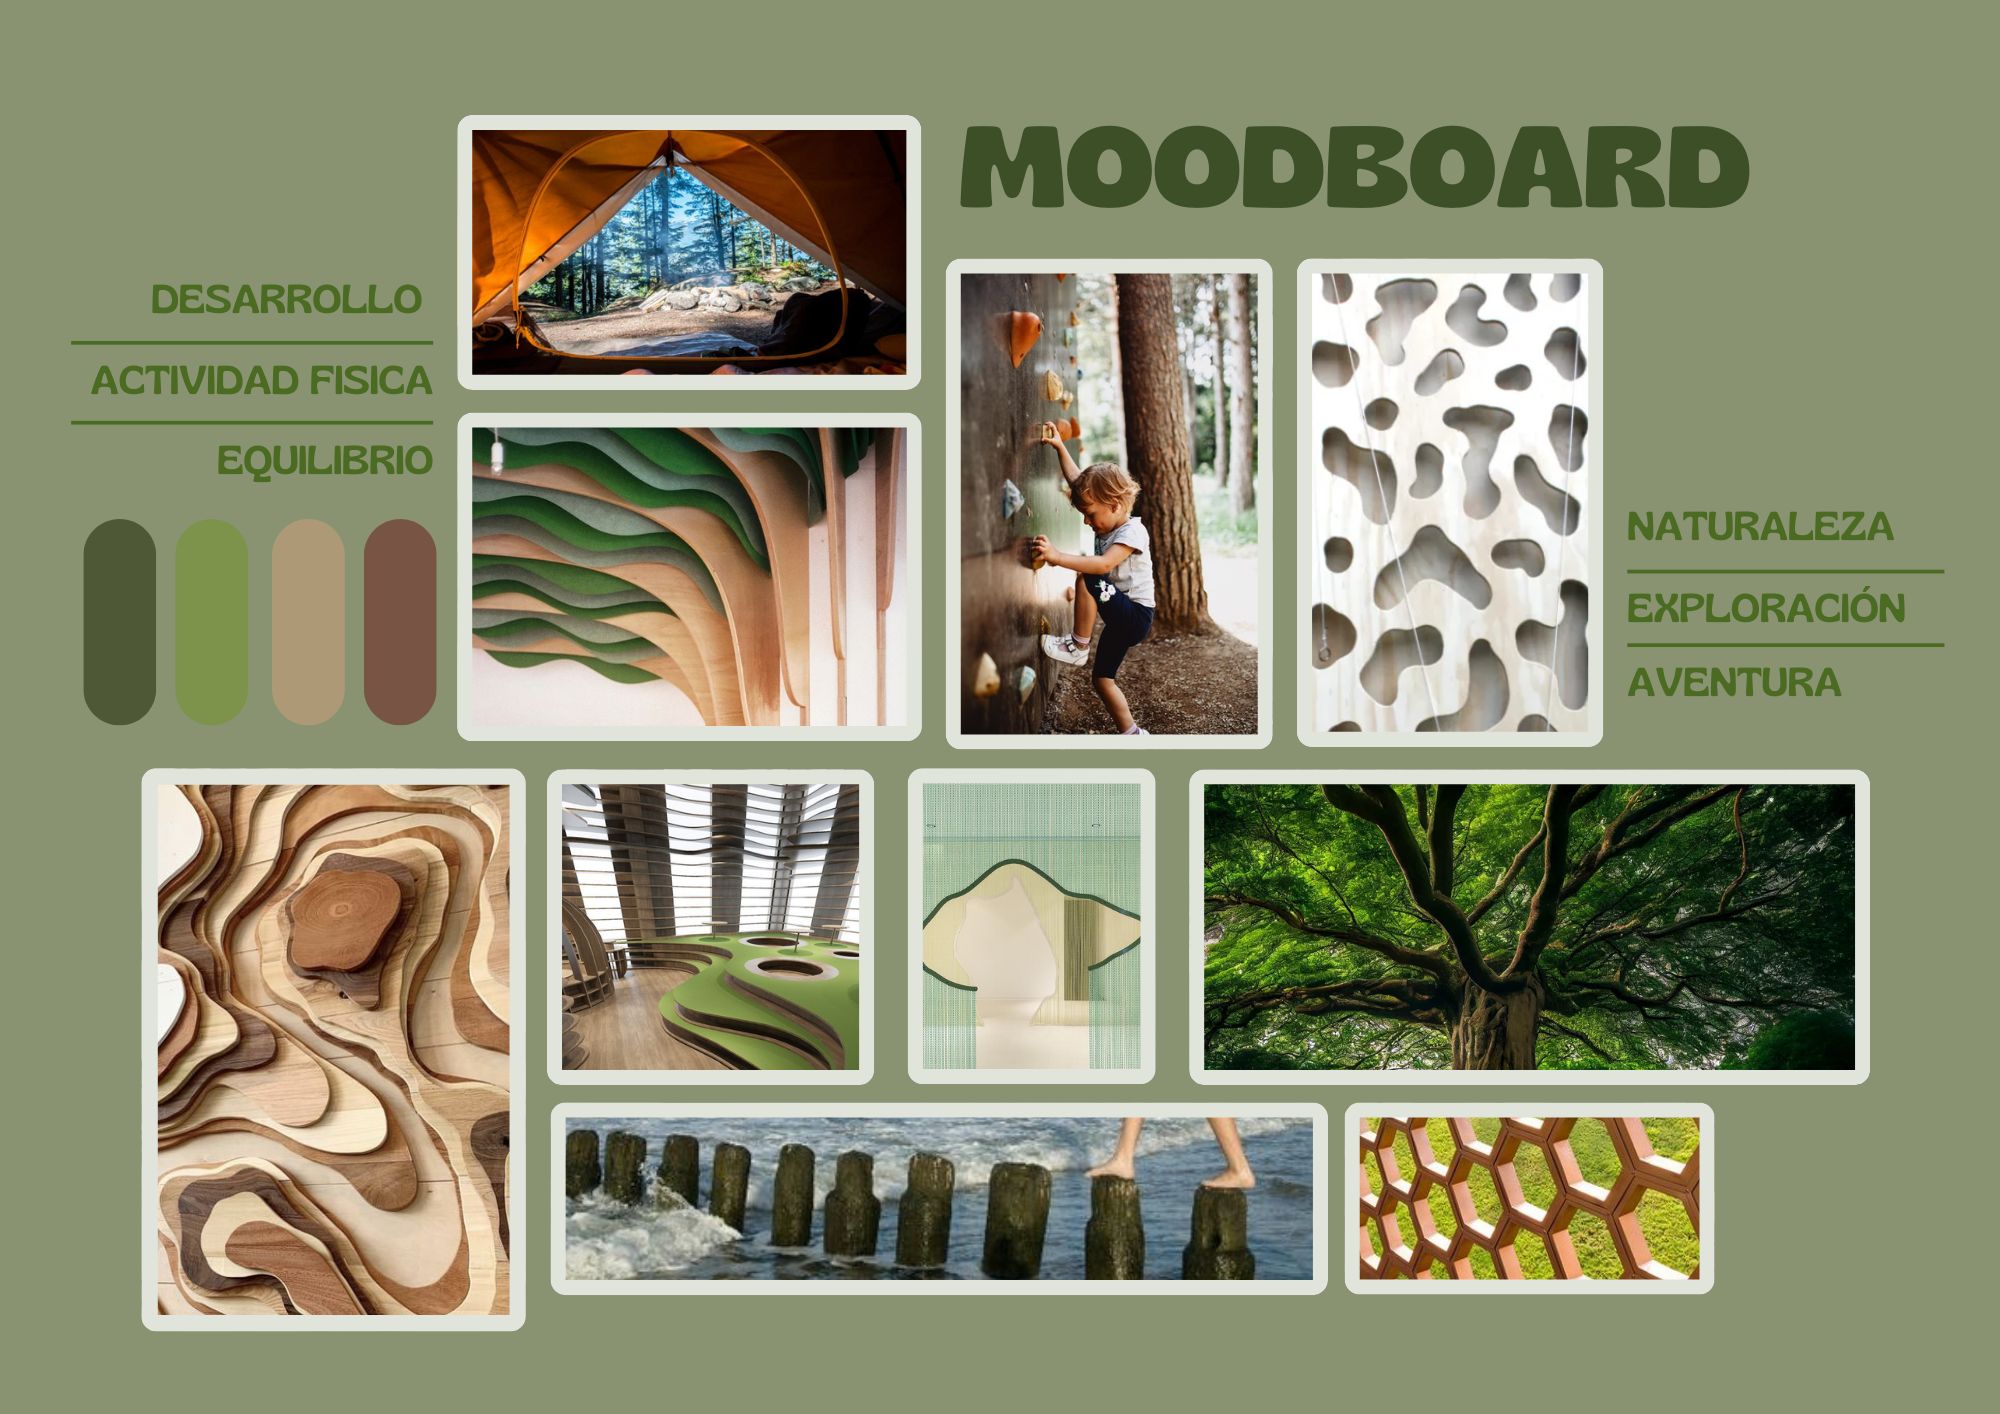 MOODBOARD
DESARROLLO
ACTIVIDAD FISICA
EQUILIBRIO
NATURALEZA
EXPLORACIÓN
AVENTURA